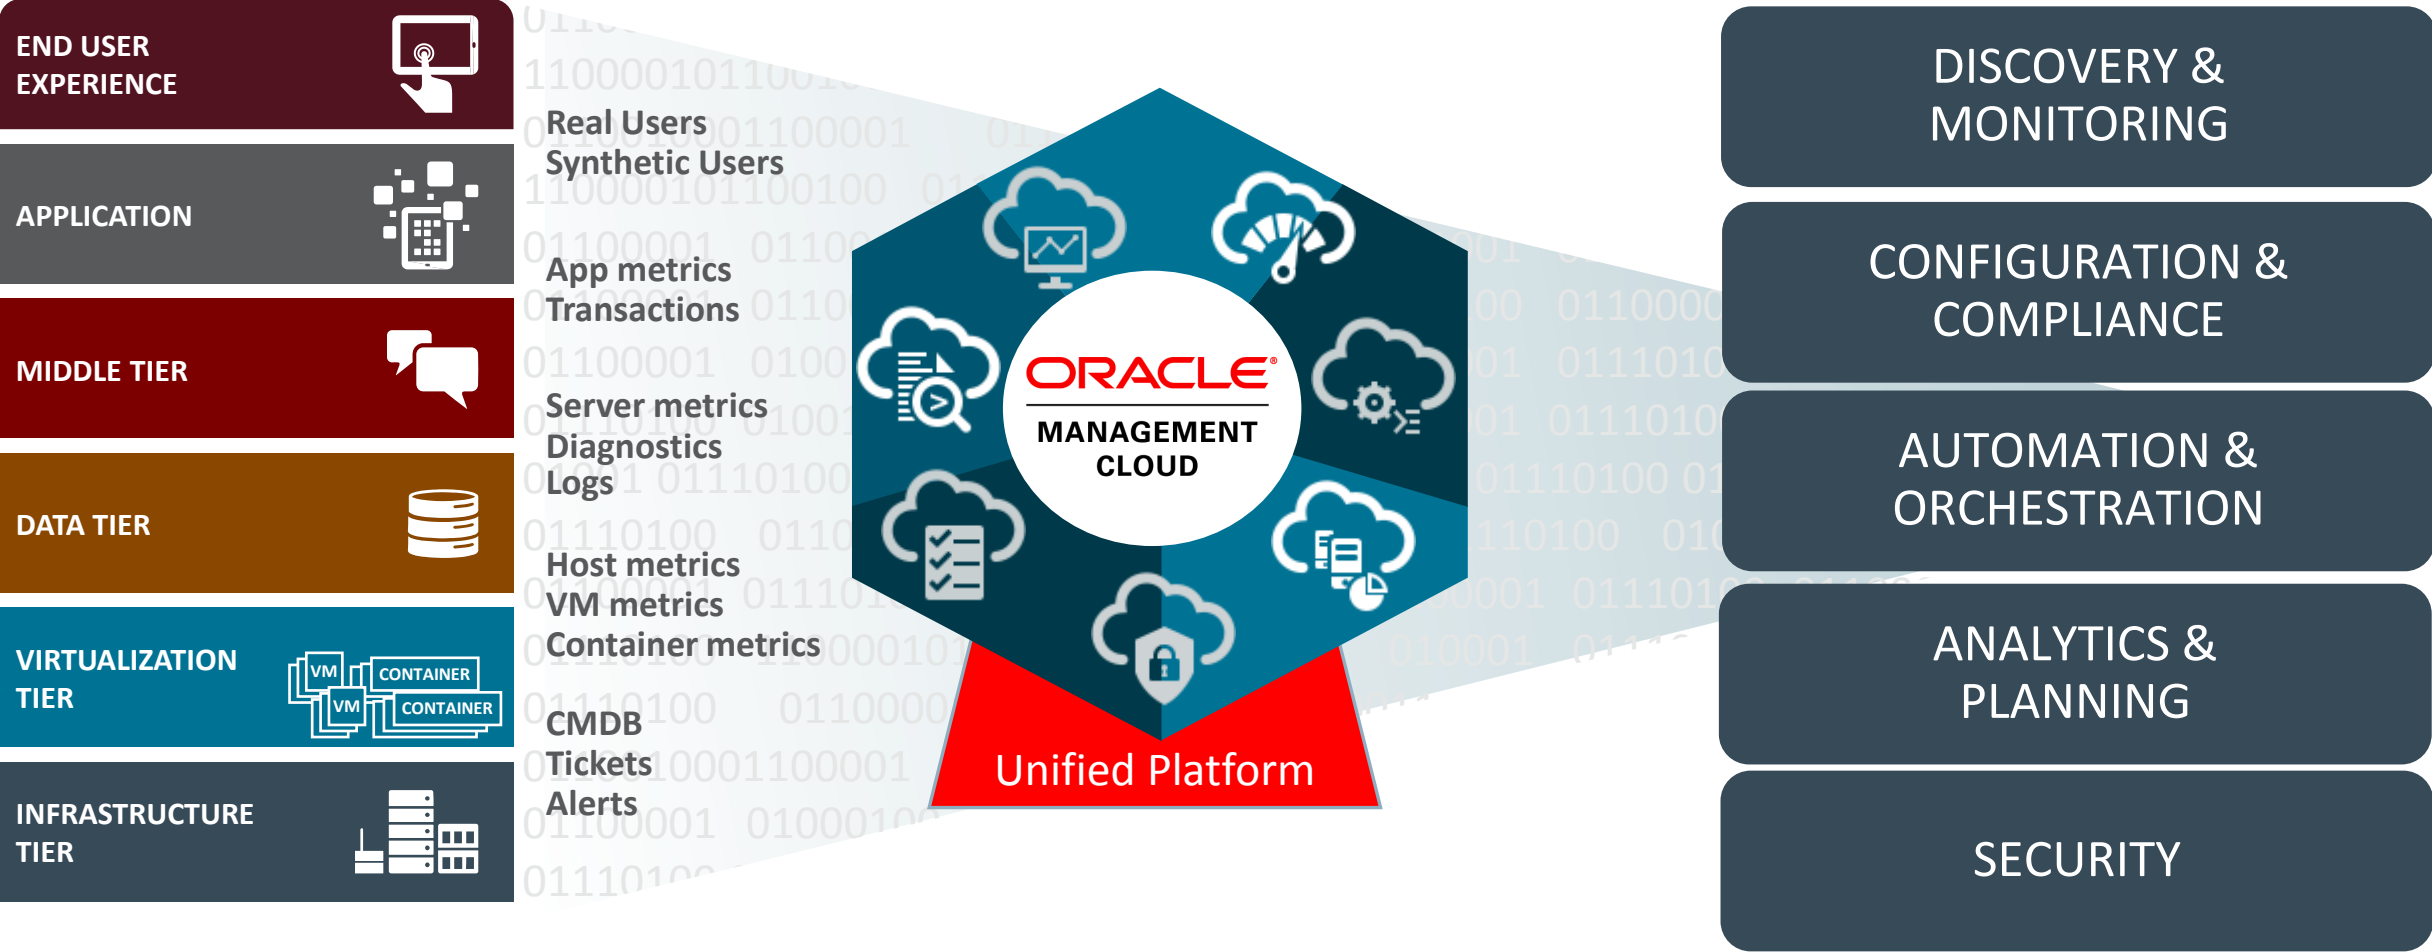 END USER
EXPERIENCE
APPLICATION
MIDDLE TIER
DATA TIER
VIRTUALIZATION
TIER
VM
CONTAINER
VM
CONTAINER
INFRASTRUCTURE
TIER
Real Users
Synthetic Users
App metrics
Transactions
Server metrics
Diagnostics
Logs
Host metrics
VM metrics
Container metrics
CMDB
Tickets
Alerts
ORACLE®
MANAGEMENT
CLOUD
Unified Platform
DISCOVERY &
MONITORING
CONFIGURATION &
COMPLIANCE
AUTOMATION &
ORCHESTRATION
ANALYTICS &
PLANNING
SECURITY